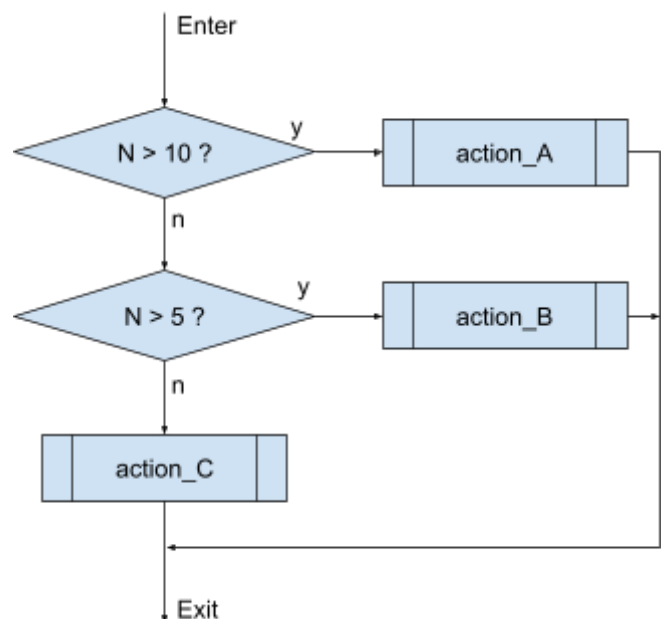 Enter
N > 10 ?
y
action_A
n
N > 5 ?
y
action_B
n
action_C
Exit